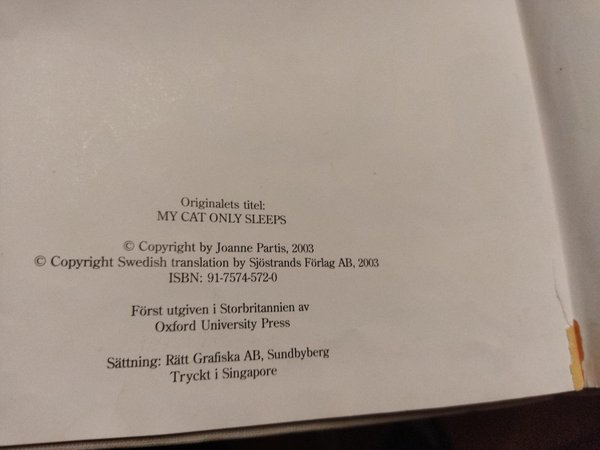 Originalets titel:
MY CAT ONLY SLEEPS
© Copyright by Joanne Partis, 2003
© Copyright Swedish translation by Sjöstrands Förlag AB, 2003
ISBN: 91-7574-572-0
Först utgiven i Storbritannien av
Oxford University Press
Sättning: Rätt Grafiska AB, Sundbyberg
Tryckt i Singapore